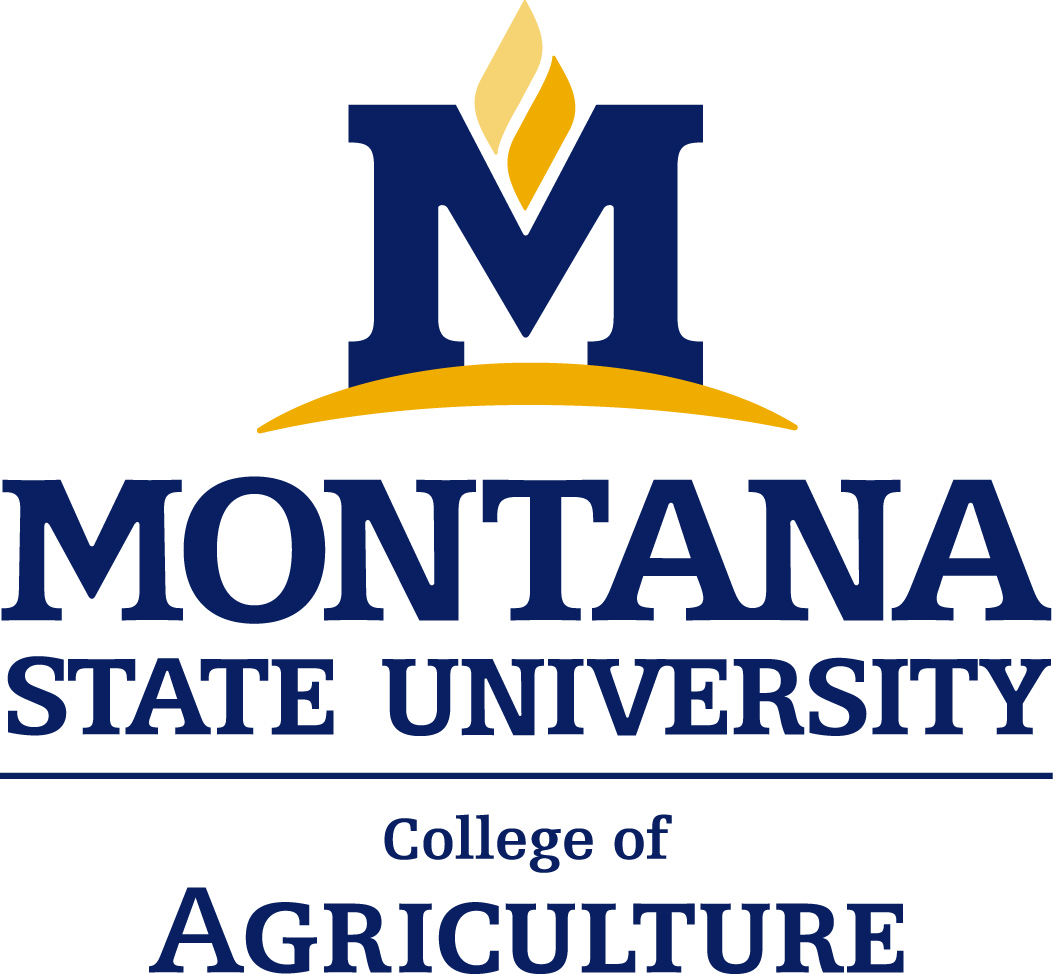 M
MONTANA
STATE UNIVERSITY
College of
AGRICULTURE